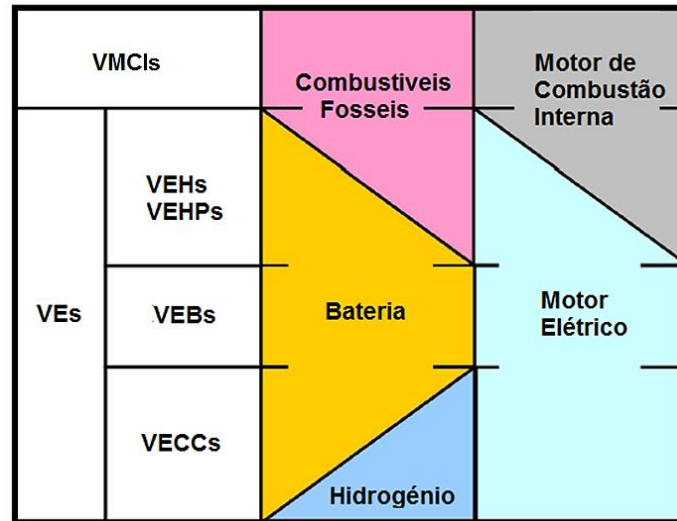 VMCIs
Combustiveis
Fosseis
Motor de
Combustão
Interna
VEs
VEHs
VEHPs
VEBs
VECCs
Bateria
Hidrogénio
Motor
Elétrico